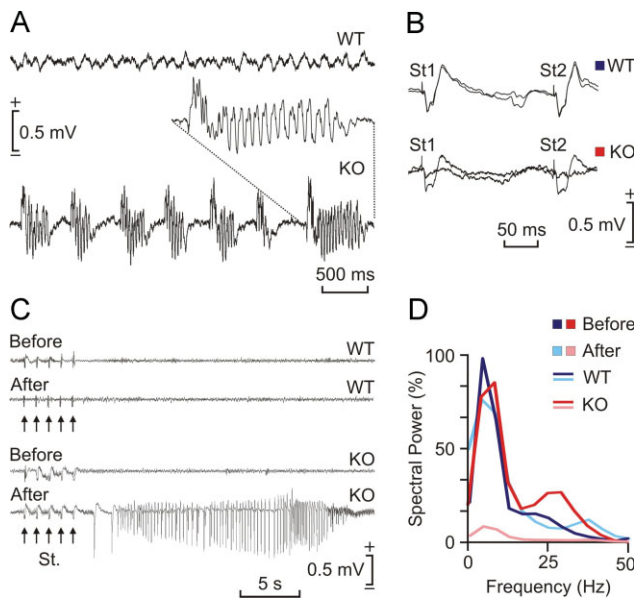 A
WT
+
0.5 mV
–
KO
500 ms
B
St1
St2
WT
St1
St2
KO
+
0.5 mV
–
50 ms
C
Before
WT
After
WT
Before
KO
After
KO
St.
5 s
+
0.5 mV
–
D
Before
After
WT
KO
Spectral Power (%)
100
50
0
0
25
50
Frequency (Hz)